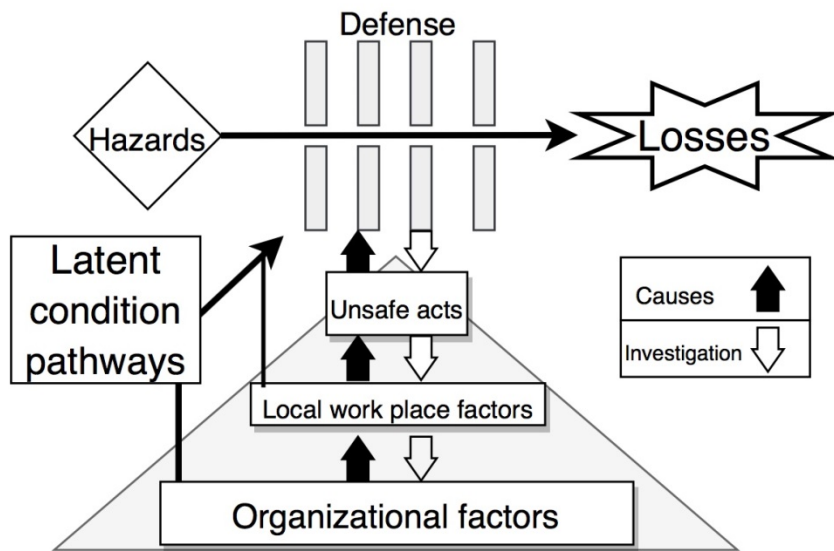 Defense
Hazards
Losses
Latent
condition
pathways
Unsafe acts
Causes
Investigation
Local work place factors
Organizational factors